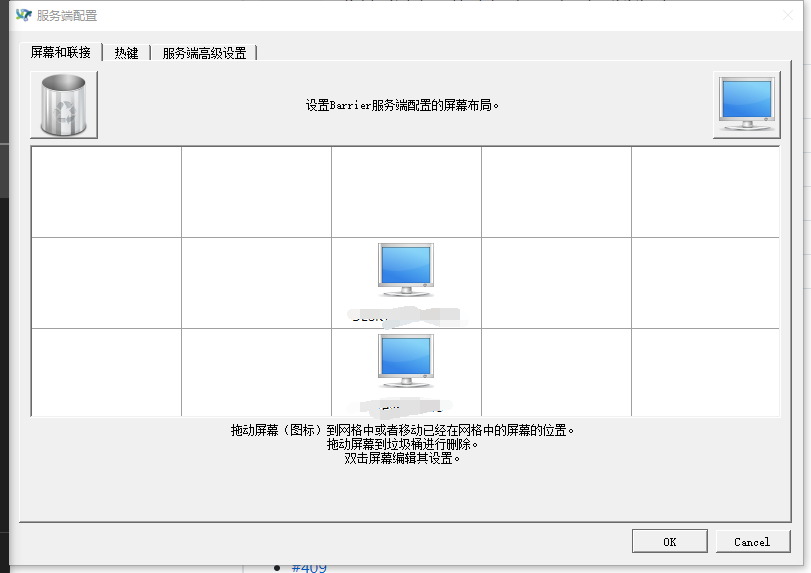 服务端配置
屏幕和联接 热键 服务端高级设置
设置Barrier服务端配置的屏幕布局。
拖动屏幕（图标）到网格中或者移动已经在网格中的屏幕的位置。
拖动屏幕到垃圾桶进行删除。
双击屏幕编辑其设置。
OK Cancel
#409